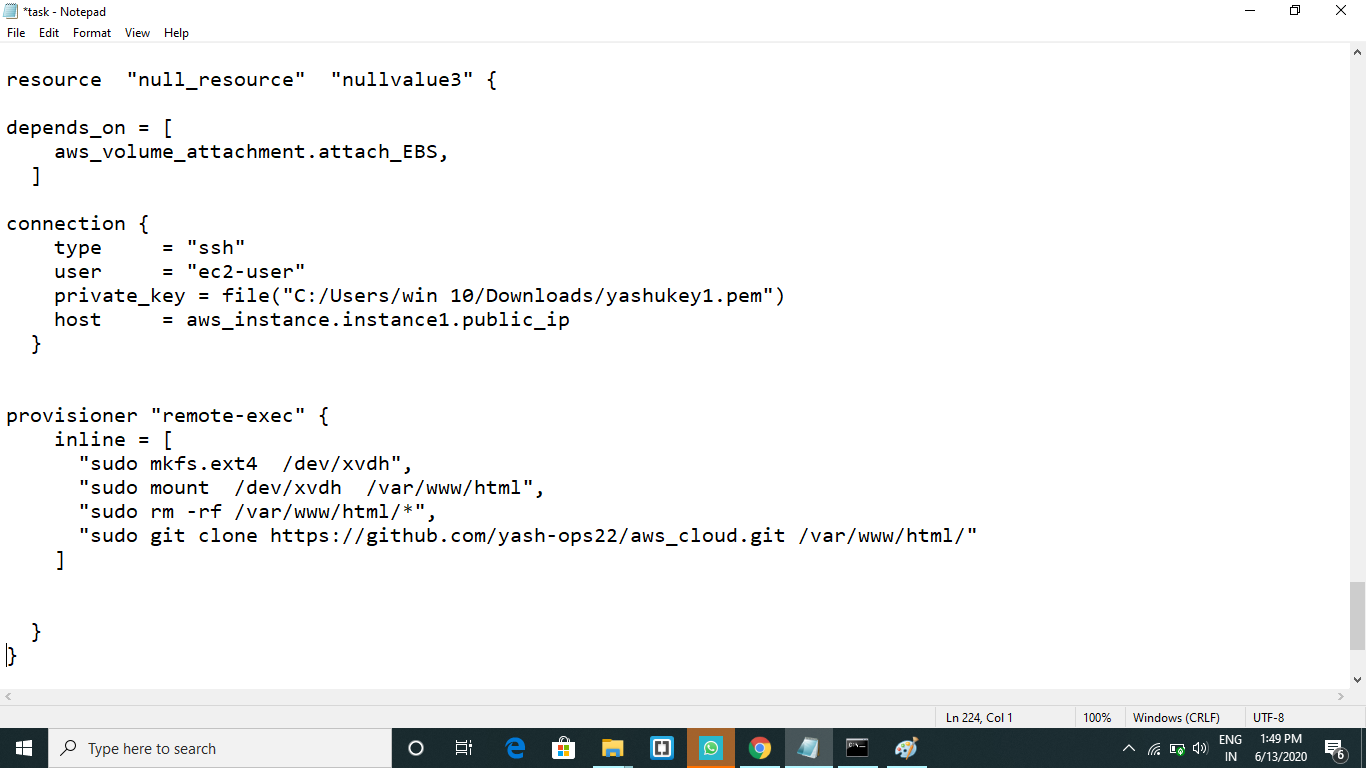 *task - Notepad
File Edit Format View Help
resource  "null_resource"  "nullvalue3" {
depends_on = [
    aws_volume_attachment.attach_EBS,
  ]
connection {
    type     = "ssh"
    user     = "ec2-user"
    private_key = file("C:/Users/win 10/Downloads/yashukey1.pem")
    host     = aws_instance.instance1.public_ip
  }
provisioner "remote-exec" {
    inline = [
      "sudo mkfs.ext4  /dev/xvdh",
      "sudo mount  /dev/xvdh  /var/www/html",
      "sudo rm -rf /var/www/html/*",
      "sudo git clone https://github.com/yash-ops22/aws_cloud.git /var/www/html/"
    ]
  }
}
Ln 224, Col 1 100% Windows (CRLF) UTF-8
Type here to search
ENG
IN
1:49 PM
6/13/2020
6